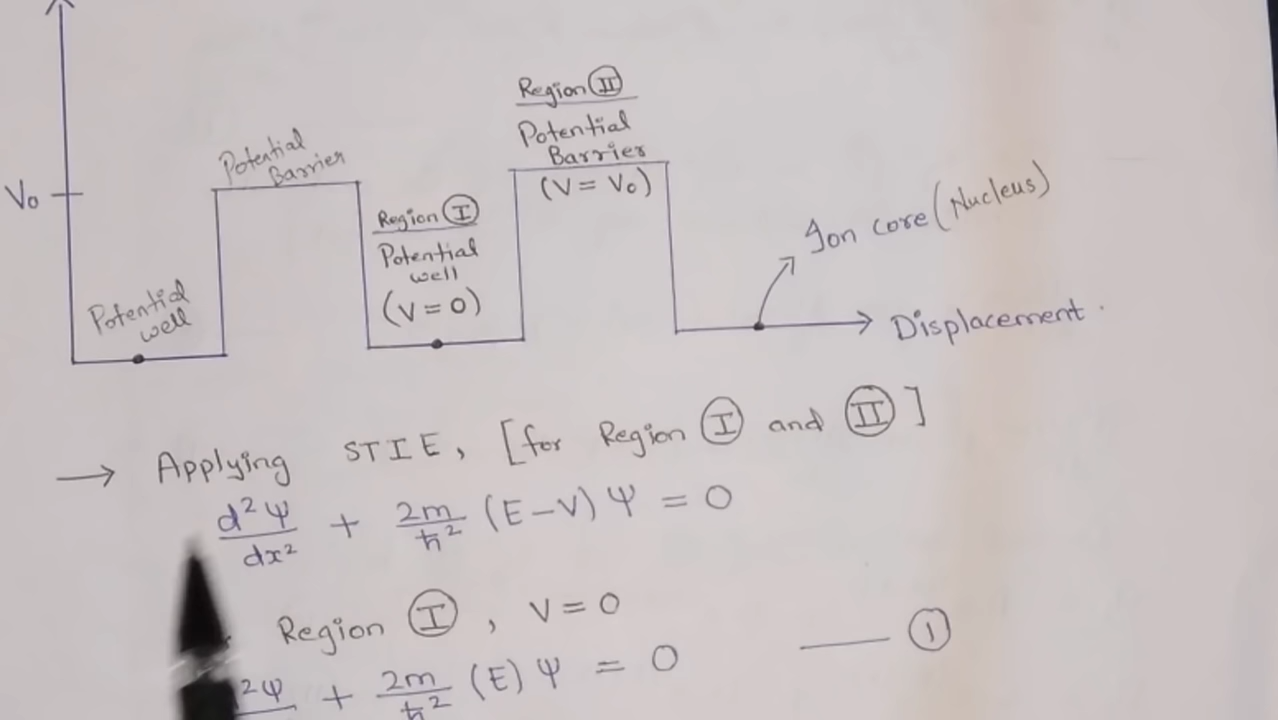 Region II
Potential
Barrier
(V = V₀)
Potential
Barrier
V₀
Region I
Potential
well
(V = 0)
Ion core (Nucleus)
Potential
well
Displacement.
→ Applying STIE, [for Region I and II]
d²ψ/dx² + 2m/ħ² (E-V) ψ = 0
Region I, V = 0
²ψ + 2m/ħ² (E) ψ = 0 —— 1